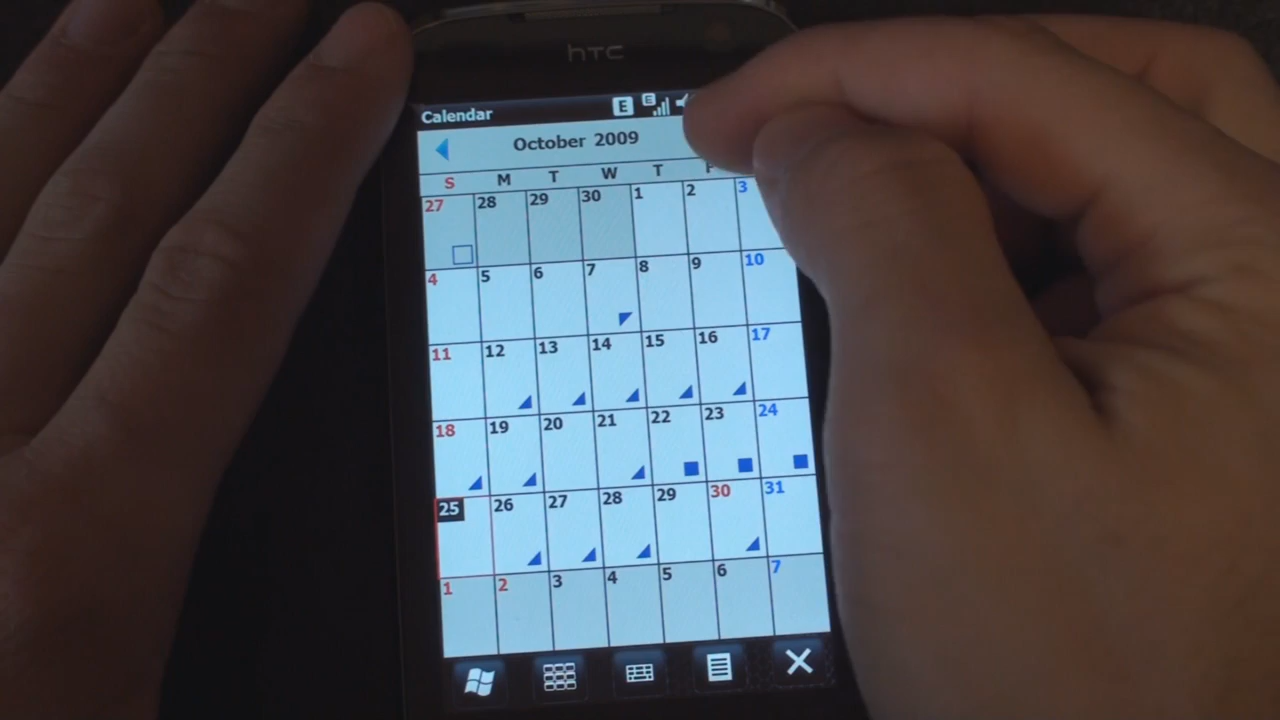 hTC
Calendar E E
October 2009
S M T W T F
27 28 29 30 1 2 3
4 5 6 7 8 9 10
11 12 13 14 15 16 17
18 19 20 21 22 23 24
25 26 27 28 29 30 31
1 2 3 4 5 6 7